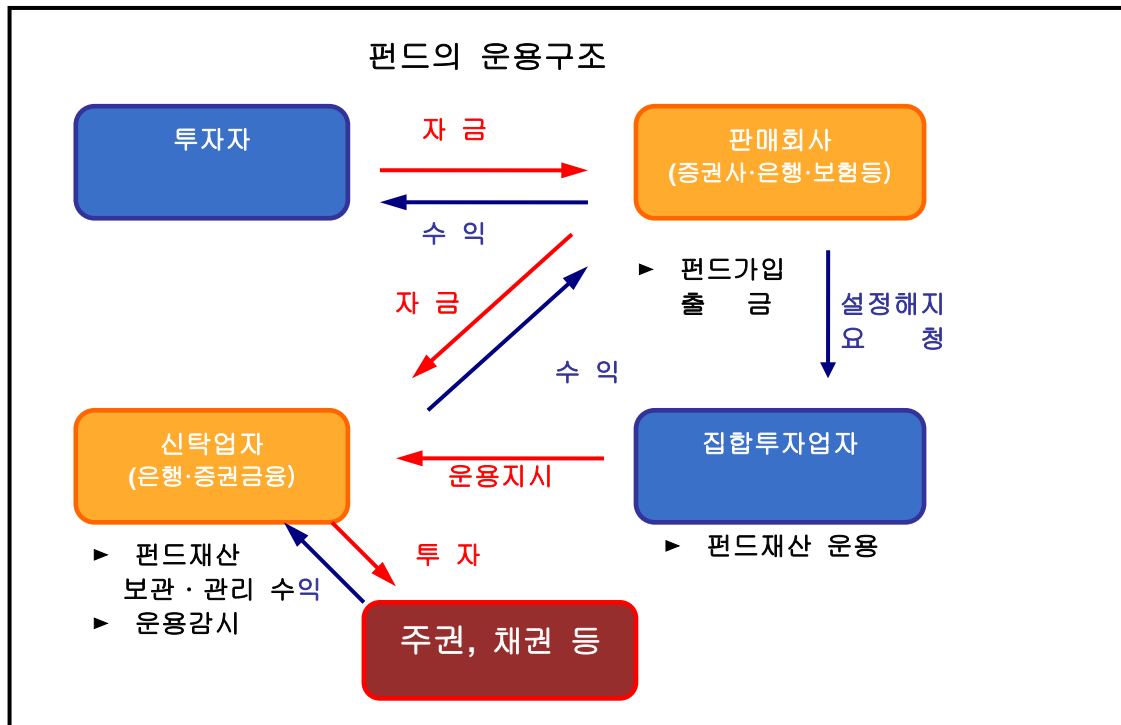 펀드의 운용구조
투자자
자 금
판매회사
(증권사·은행·보험등)
수 익
► 펀드가입
출 금
자 금
설정해지
요 청
수 익
신탁업자
(은행·증권금융)
운용지시
집합투자업자
► 펀드재산
보관 · 관리 수익
► 운용감시
투 자
► 펀드재산 운용
주권, 채권 등